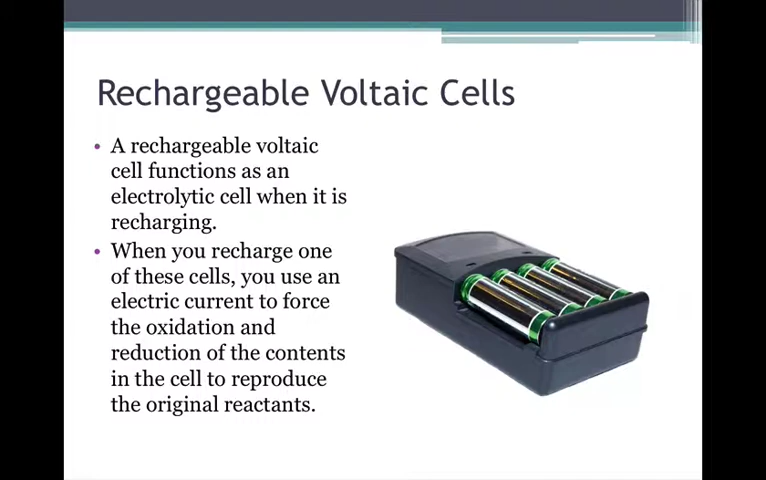 Rechargeable Voltaic Cells
• A rechargeable voltaic
cell functions as an
electrolytic cell when it is
recharging.
• When you recharge one
of these cells, you use an
electric current to force
the oxidation and
reduction of the contents
in the cell to reproduce
the original reactants.